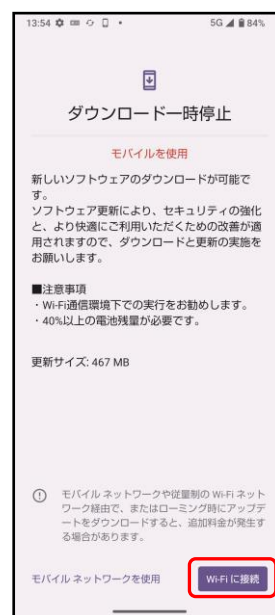 13:54 5G 84%
ダウンロード一時停止
モバイルを使用
新しいソフトウェアのダウンロードが可能で
す。
ソフトウェア更新により、セキュリティの強化
と、より快適にご利用いただくための改善が適
用されますので、ダウンロードと更新の実施を
お願いします。
■注意事項
・Wi-Fi通信環境下での実行をお勧めします。
・40%以上の電池残量が必要です。
更新サイズ: 467 MB
モバイル ネットワークや従量制の Wi-Fi ネット
ワーク経由で、またはローミング時にアップデ
ートをダウンロードすると、追加料金が発生す
る場合があります。
モバイル ネットワークを使用 Wi-Fi に接続